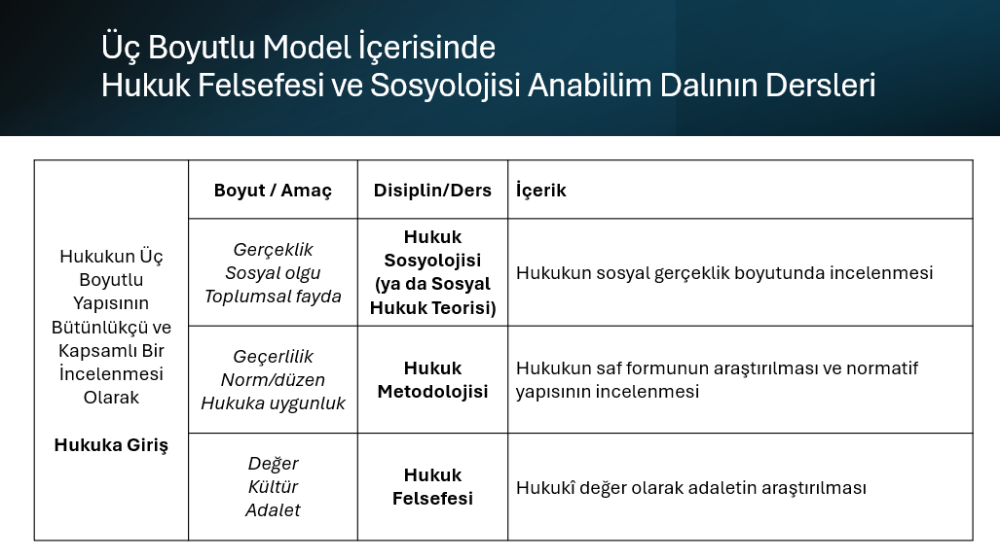 Üç Boyutlu Model İçerisinde
Hukuk Felsefesi ve Sosyolojisi Anabilim Dalının Dersleri
Hukukun Üç
Boyutlu
Yapısının
Bütünlükçü ve
Kapsamlı Bir
İncelenmesi
Olarak
Hukuka Giriş
Boyut / Amaç
Disiplin/Ders
İçerik
Gerçeklik
Sosyal olgu
Toplumsal fayda
Hukuk
Sosyolojisi
(ya da Sosyal
Hukuk Teorisi)
Hukukun sosyal gerçeklik boyutunda incelenmesi
Geçerlilik
Norm/düzen
Hukuka uygunluk
Hukuk
Metodolojisi
Hukukun saf formunun araştırılması ve normatif
yapısının incelenmesi
Değer
Kültür
Adalet
Hukuk
Felsefesi
Hukukî değer olarak adaletin araştırılması